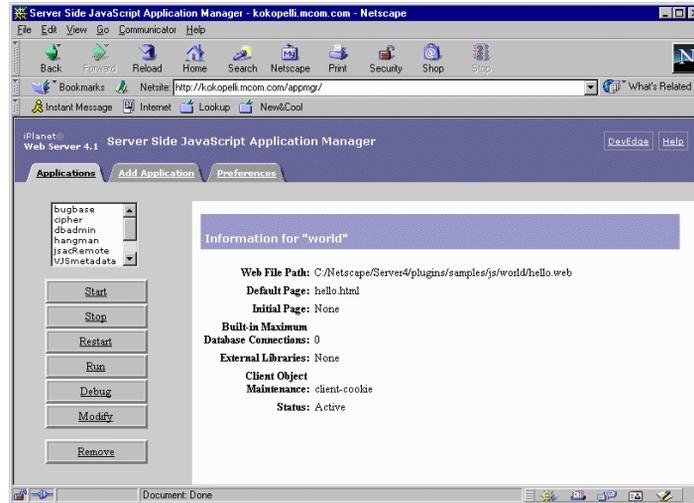 Server Side JavaScript Application Manager - kokopelli.mcom.com - Netscape
File Edit View Go Communicator Help
Back Forward Reload Home Search Netscape Print Security Shop Stop
Bookmarks Netsite: http://kokopelli.mcom.com/appmgr/ What's Related
Instant Message Internet Lookup New&Cool
iPlanet
Web Server 4.1 Server Side JavaScript Application Manager DevEdge Help
Applications Add Application Preferences
bugbase
cipher
dbadmin
hangman
jsacRemote
VJSmetadata
Start
Stop
Restart
Run
Debug
Modify
Remove
Information for "world"
Web File Path: C:/Netscape/Server4/plugins/samples/js/world/hello.web
Default Page: hello.html
Initial Page: None
Built-in Maximum
Database Connections: 0
External Libraries: None
Client Object
Maintenance: client-cookie
Status: Active
Document: Done